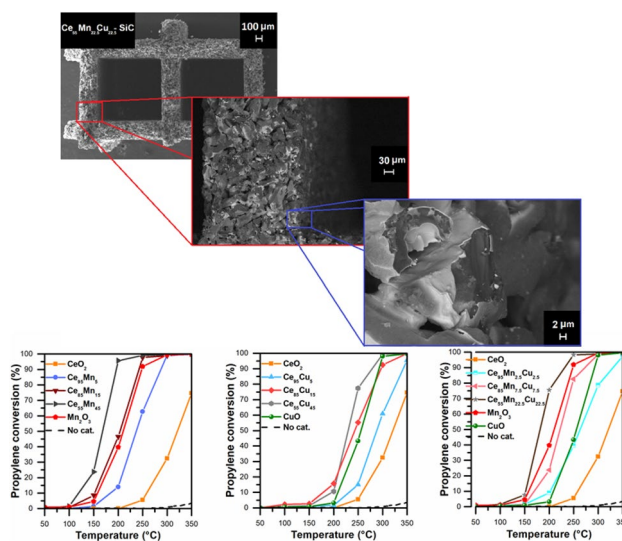 Ce55Mn22.5Cu22.5-SiC
100 µm
30 µm
2 µm
Propylene conversion (%)
100
90
80
70
60
50
40
30
20
10
0
CeO2
Ce95Mn5
Ce85Mn15
Ce55Mn45
Mn2O3
No cat.
50 100 150 200 250 300 350
Temperature (°C)
Propylene conversion (%)
100
90
80
70
60
50
40
30
20
10
0
CeO2
Ce95Cu5
Ce85Cu15
Ce55Cu45
CuO
No cat.
50 100 150 200 250 300 350
Temperature (°C)
Propylene conversion (%)
100
90
80
70
60
50
40
30
20
10
0
CeO2
Ce95Mn2.5Cu2.5
Ce85Mn7.5Cu7.5
Ce55Mn22.5Cu22.5
Mn2O3
CuO
No cat.
50 100 150 200 250 300 350
Temperature (°C)